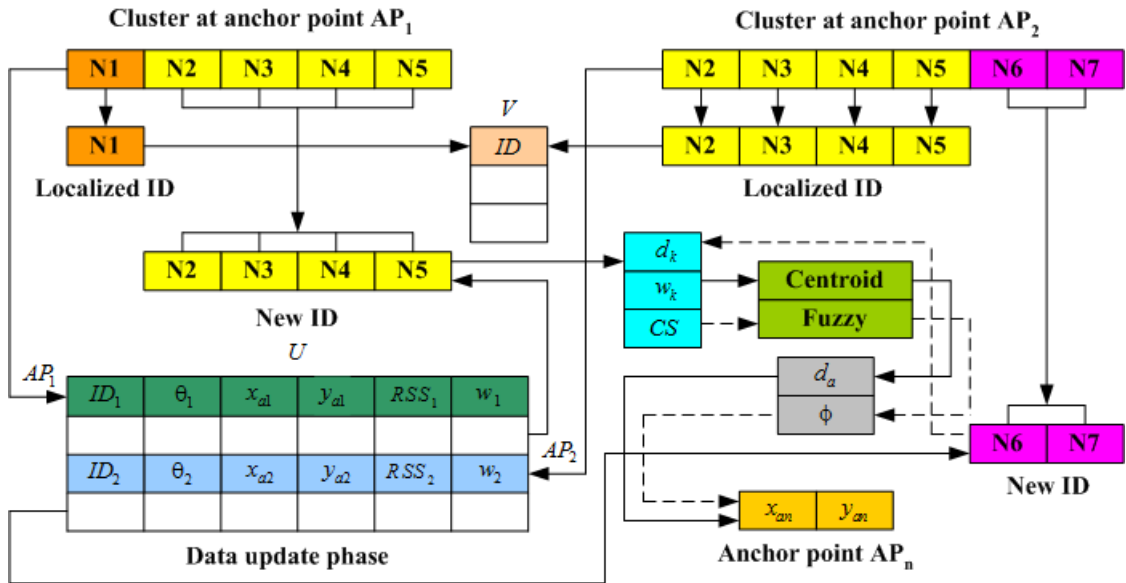 Cluster at anchor point AP₁
Cluster at anchor point AP₂
N1 N2 N3 N4 N5
N2 N3 N4 N5 N6 N7
V
N1
ID
N2 N3 N4 N5
Localized ID
Localized ID
N2 N3 N4 N5
New ID
dₖ
wₖ
CS
Centroid
Fuzzy
U
AP₁
ID₁ θ₁ xₐ₁ yₐ₁ RSS₁ w₁
dₐ
ϕ
AP₂
ID₂ θ₂ xₐ₂ yₐ₂ RSS₂ w₂
N6 N7
New ID
xₐₙ yₐₙ
Data update phase
Anchor point APₙ